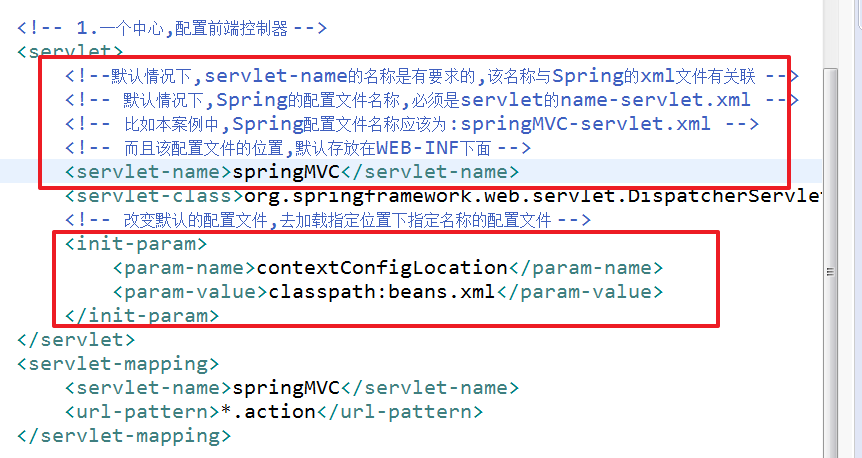 <!-- 1.一个中心,配置前端控制器 -->
<servlet>
<!--默认情况下,servlet-name的名称是有要求的,该名称与Spring的xml文件有关联 -->
<!-- 默认情况下,Spring的配置文件名称,必须是servlet的name-servlet.xml -->
<!-- 比如本案例中,Spring配置文件名称应该为:springMVC-servlet.xml -->
<!-- 而且该配置文件的位置,默认存放在WEB-INF下面 -->
<servlet-name>springMVC</servlet-name>
<servlet-class>org.springframework.web.servlet.DispatcherServlet
<!-- 改变默认的配置文件,去加载指定位置下指定名称的配置文件 -->
<init-param>
<param-name>contextConfigLocation</param-name>
<param-value>classpath:beans.xml</param-value>
</init-param>
</servlet>
<servlet-mapping>
<servlet-name>springMVC</servlet-name>
<url-pattern>*.action</url-pattern>
</servlet-mapping>